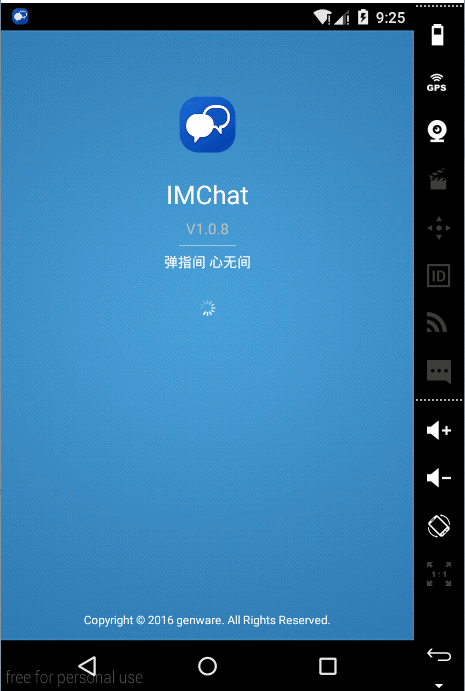 9:25
GPS
IMChat
V1.0.8
弹指间 心无间
ID
1:1
Copyright © 2016 genware. All Rights Reserved.
free for personal use